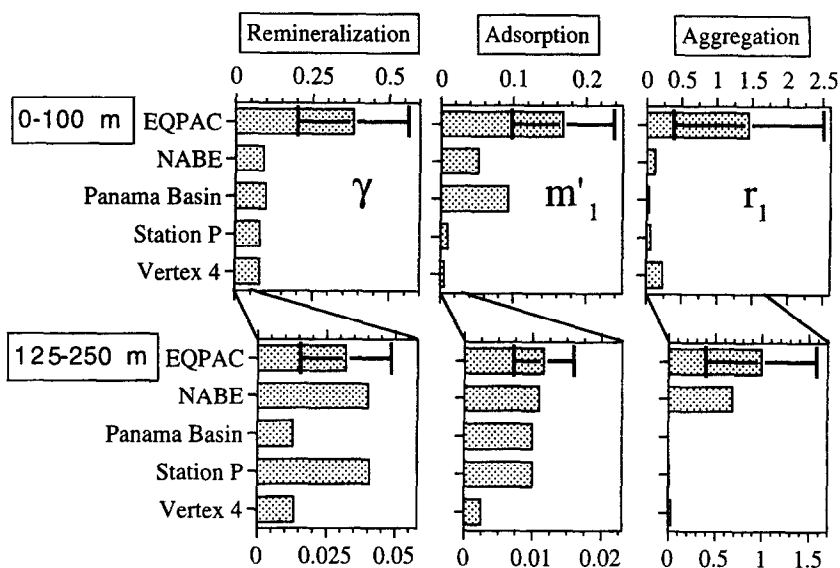 Remineralization Adsorption Aggregation
0 0.25 0.5 0 0.1 0.2 0 0.5 1 1.5 2 2.5
0-100 m
EQPAC
NABE
Panama Basin
Station P
Vertex 4
γ m'1 r1
125-250 m
EQPAC
NABE
Panama Basin
Station P
Vertex 4
0 0.025 0.05 0 0.01 0.02 0 0.5 1 1.5